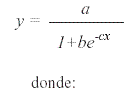 y = a / 1+be^-cx
donde: